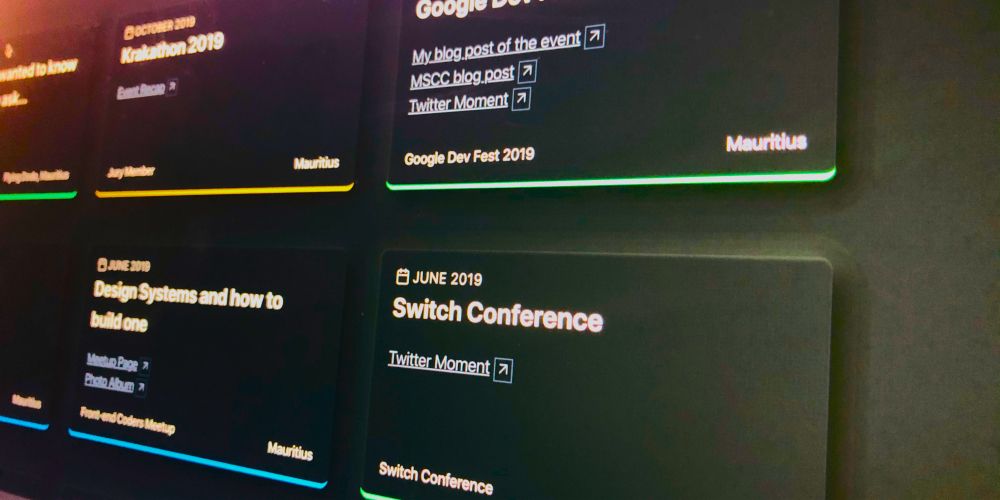 wanted to know
ask...
Mauritius
OCTOBER 2019
Krakathon 2019
Event Recap
Jury Member
Mauritius
Google Dev
My blog post of the event
MSCC blog post
Twitter Moment
Google Dev Fest 2019
Mauritius
Mauritius
JUNE 2019
Design Systems and how to
build one
Meetup Page
Photo Album
Front-end Coders Meetup
Mauritius
JUNE 2019
Switch Conference
Twitter Moment
Switch Conference